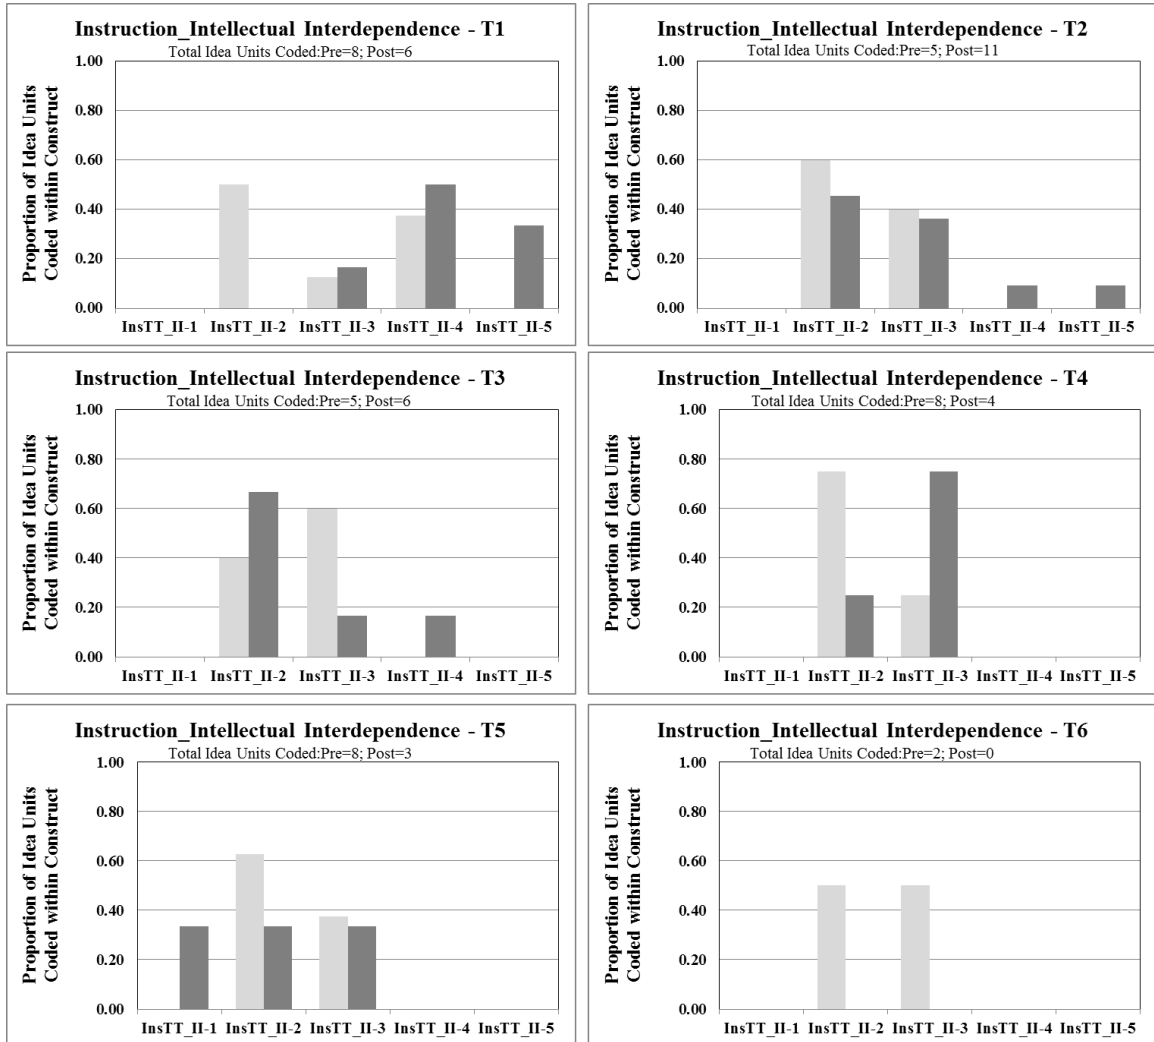 Instruction_Intellectual Interdependence - T1
Total Idea Units Coded:Pre=8; Post=6
Proportion of Idea Units
Coded within Construct
1.00
0.80
0.60
0.40
0.20
0.00
InsTT_II-1 InsTT_II-2 InsTT_II-3 InsTT_II-4 InsTT_II-5
Instruction_Intellectual Interdependence - T2
Total Idea Units Coded:Pre=5; Post=11
Proportion of Idea Units
Coded within Construct
1.00
0.80
0.60
0.40
0.20
0.00
InsTT_II-1 InsTT_II-2 InsTT_II-3 InsTT_II-4 InsTT_II-5
Instruction_Intellectual Interdependence - T3
Total Idea Units Coded:Pre=5; Post=6
Proportion of Idea Units
Coded within Construct
1.00
0.80
0.60
0.40
0.20
0.00
InsTT_II-1 InsTT_II-2 InsTT_II-3 InsTT_II-4 InsTT_II-5
Instruction_Intellectual Interdependence - T4
Total Idea Units Coded:Pre=8; Post=4
Proportion of Idea Units
Coded within Construct
1.00
0.80
0.60
0.40
0.20
0.00
InsTT_II-1 InsTT_II-2 InsTT_II-3 InsTT_II-4 InsTT_II-5
Instruction_Intellectual Interdependence - T5
Total Idea Units Coded:Pre=8; Post=3
Proportion of Idea Units
Coded within Construct
1.00
0.80
0.60
0.40
0.20
0.00
InsTT_II-1 InsTT_II-2 InsTT_II-3 InsTT_II-4 InsTT_II-5
Instruction_Intellectual Interdependence - T6
Total Idea Units Coded:Pre=2; Post=0
Proportion of Idea Units
Coded within Construct
1.00
0.80
0.60
0.40
0.20
0.00
InsTT_II-1 InsTT_II-2 InsTT_II-3 InsTT_II-4 InsTT_II-5